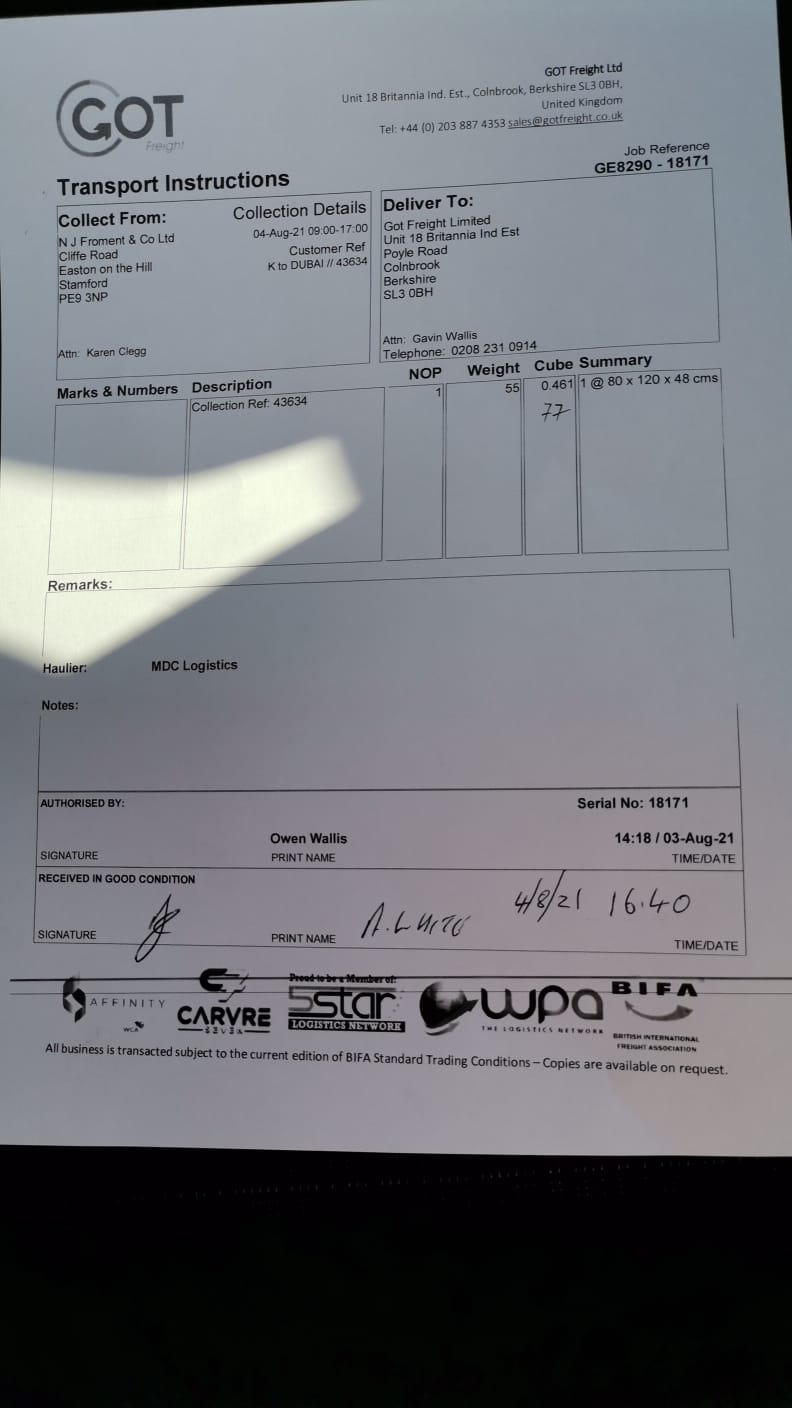 GOT
Freight
GOT Freight Ltd
Unit 18 Britannia Ind. Est., Colnbrook, Berkshire SL3 0BH,
United Kingdom
Tel: +44 (0) 203 887 4353 sales@gotfreight.co.uk
Job Reference
GE8290 - 18171
Transport Instructions
Collect From:
N J Froment & Co Ltd
Cliffe Road
Easton on the Hill
Stamford
PE9 3NP
Attn: Karen Clegg
Collection Details
04-Aug-21 09:00-17:00
Customer Ref
K to DUBAI // 43634
Deliver To:
Got Freight Limited
Unit 18 Britannia Ind Est
Poyle Road
Colnbrook
Berkshire
SL3 0BH
Attn: Gavin Wallis
Telephone: 0208 231 0914
Marks & Numbers Description NOP Weight Cube Summary
Collection Ref: 43634 1 55 0.461 1 @ 80 x 120 x 48 cms
77
Remarks:
Haulier: MDC Logistics
Notes:
AUTHORISED BY: Serial No: 18171
Owen Wallis 14:18 / 03-Aug-21
SIGNATURE PRINT NAME TIME/DATE
RECEIVED IN GOOD CONDITION
A. 4/8/21 16.40
SIGNATURE PRINT NAME TIME/DATE
Proud to be a Member of:
AFFINITY
WCA
CARVRE
SEVEN
5star
LOGISTICS NETWORK
wpa
THE LOGISTICS NETWORK
BIFA
BRITISH INTERNATIONAL
FREIGHT ASSOCIATION
All business is transacted subject to the current edition of BIFA Standard Trading Conditions – Copies are available on request.